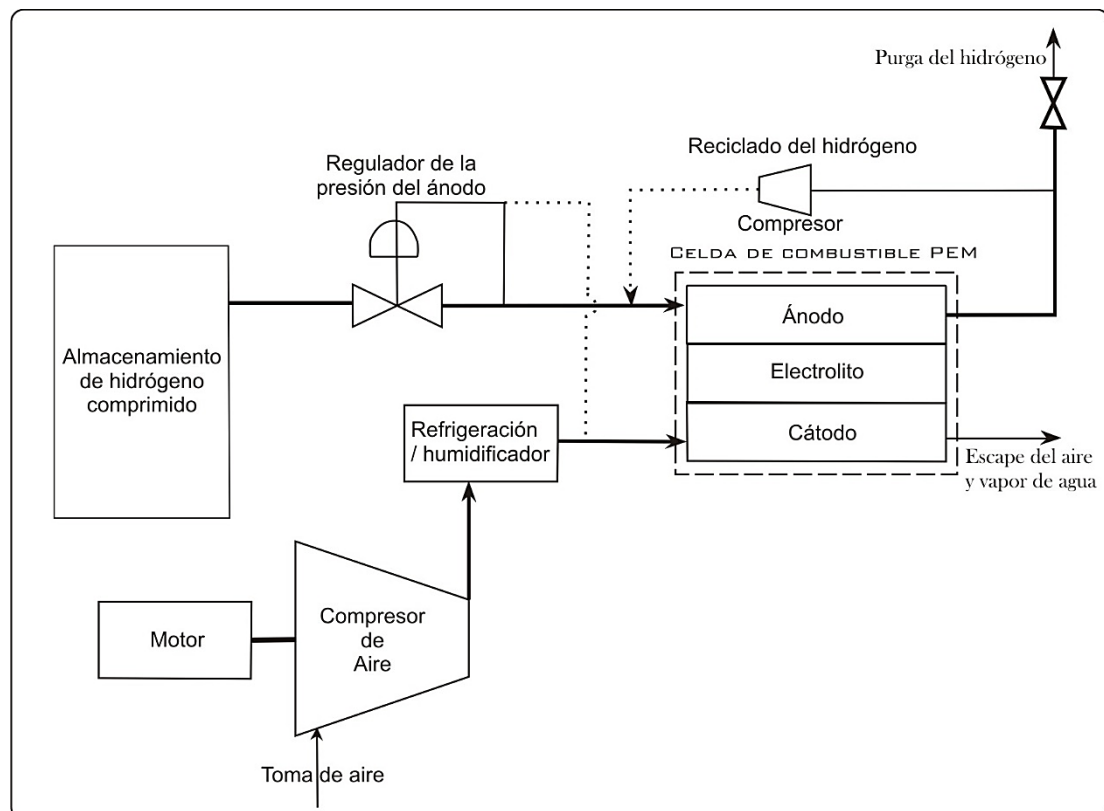 Purga del hidrógeno
Reciclado del hidrógeno
Regulador de la
presión del ánodo
Compresor
CELDA DE COMBUSTIBLE PEM
Ánodo
Almacenamiento
de hidrógeno
comprimido
Electrolito
Refrigeración
/ humidificador
Cátodo
Escape del aire
y vapor de agua
Motor
Compresor
de
Aire
Toma de aire